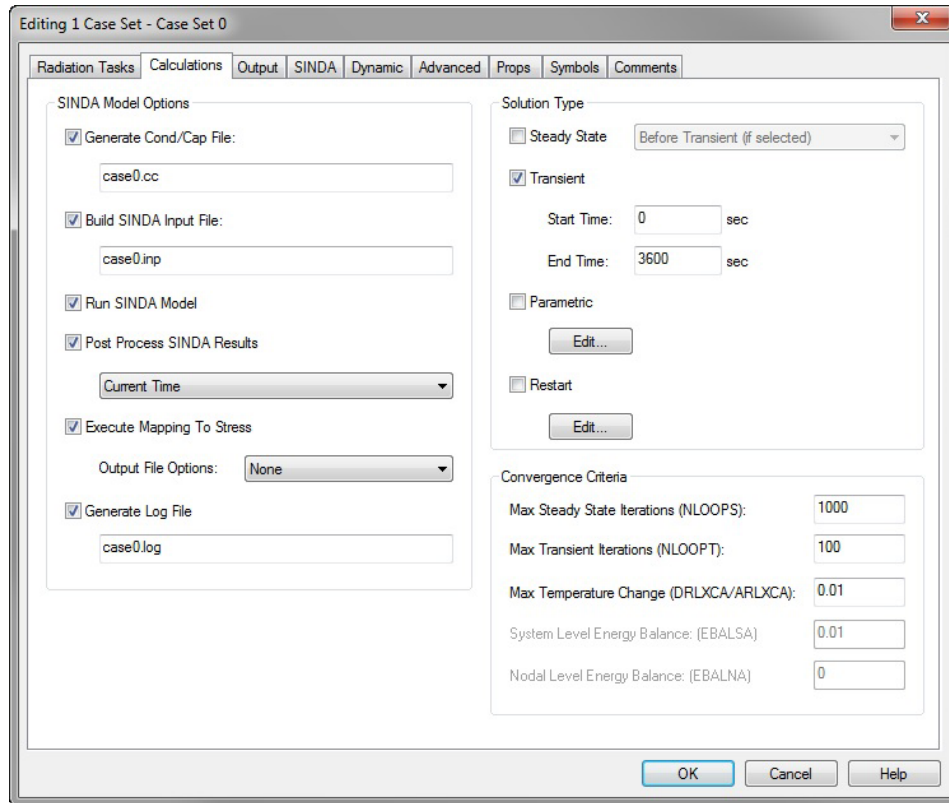 Editing 1 Case Set - Case Set 0
Radiation Tasks Calculations Output SINDA Dynamic Advanced Props Symbols Comments
SINDA Model Options
Generate Cond/Cap File:
case0.cc
Build SINDA Input File:
case0.inp
Run SINDA Model
Post Process SINDA Results
Current Time
Execute Mapping To Stress
Output File Options: None
Generate Log File
case0.log
Solution Type
Steady State Before Transient (if selected)
Transient
Start Time: 0 sec
End Time: 3600 sec
Parametric
Edit...
Restart
Edit...
Convergence Criteria
Max Steady State Iterations (NLOOPS): 1000
Max Transient Iterations (NLOOPT): 100
Max Temperature Change (DRLXCA/ARLXCA): 0.01
System Level Energy Balance: (EBALSA) 0.01
Nodal Level Energy Balance: (EBALNA) 0
OK Cancel Help